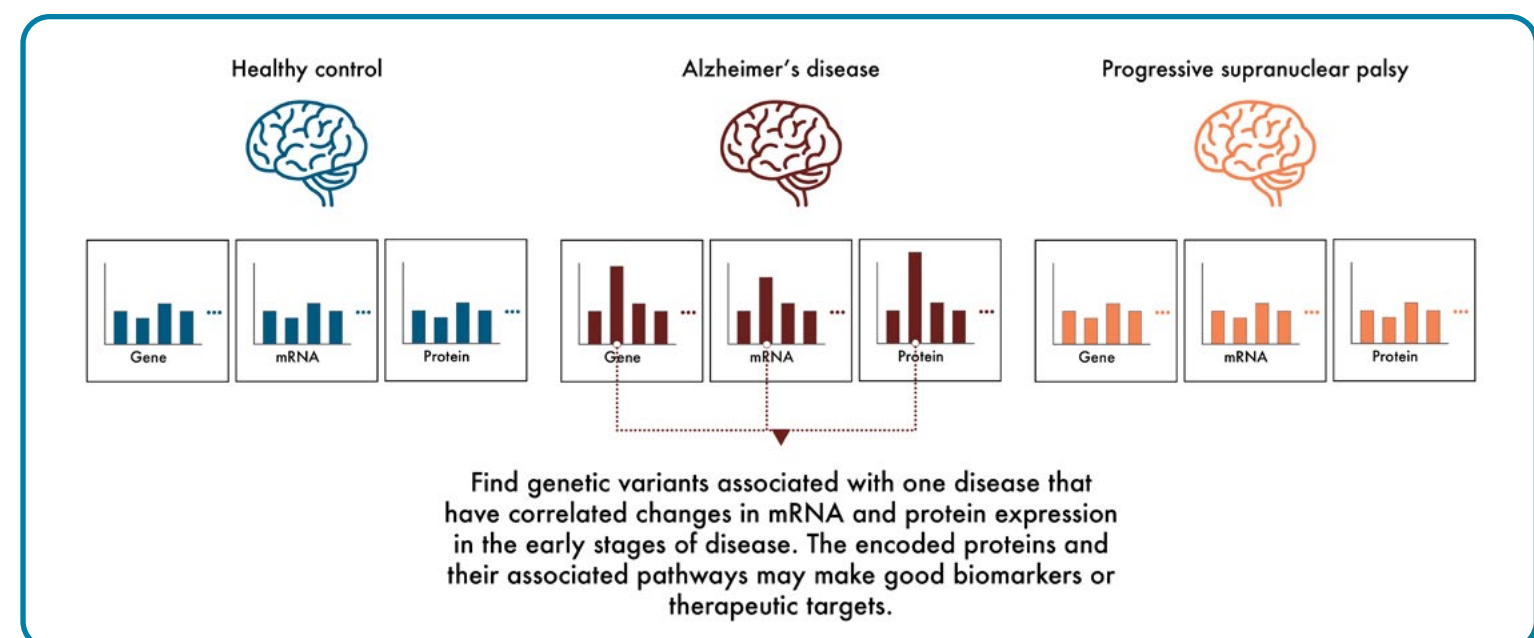 Healthy control
Alzheimer's disease
Progressive supranuclear palsy
Gene
mRNA
Protein
Gene
mRNA
Protein
Gene
mRNA
Protein
Find genetic variants associated with one disease that
have correlated changes in mRNA and protein expression
in the early stages of disease. The encoded proteins and
their associated pathways may make good biomarkers or
therapeutic targets.